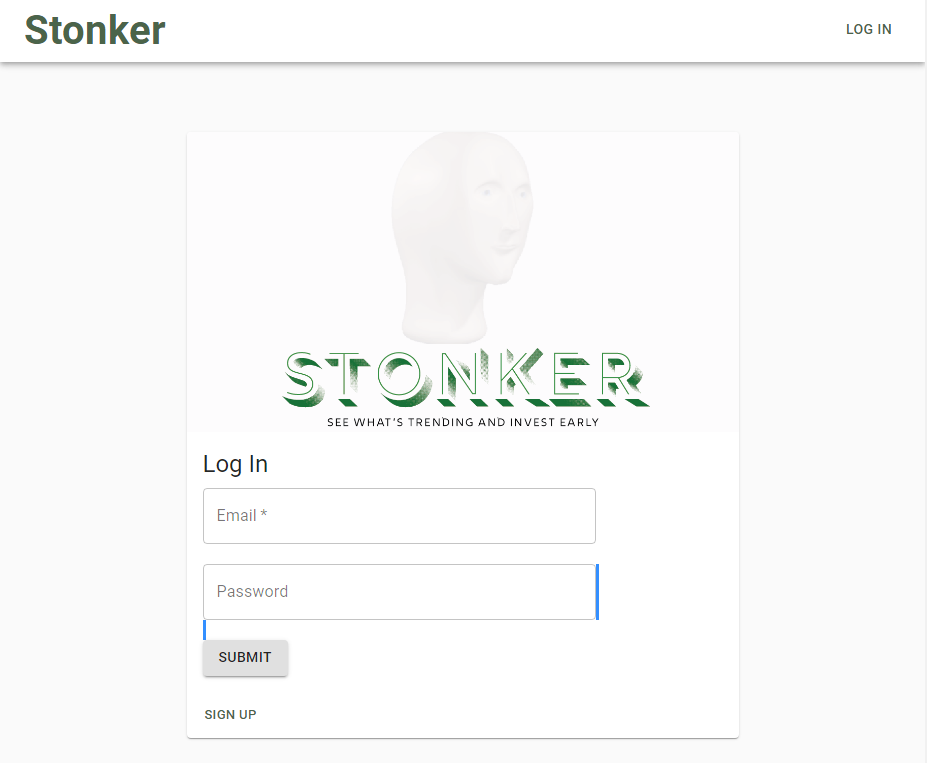 Stonker
LOG IN
STONKER
SEE WHAT'S TRENDING AND INVEST EARLY
Log In
Email *
Password
SUBMIT
SIGN UP